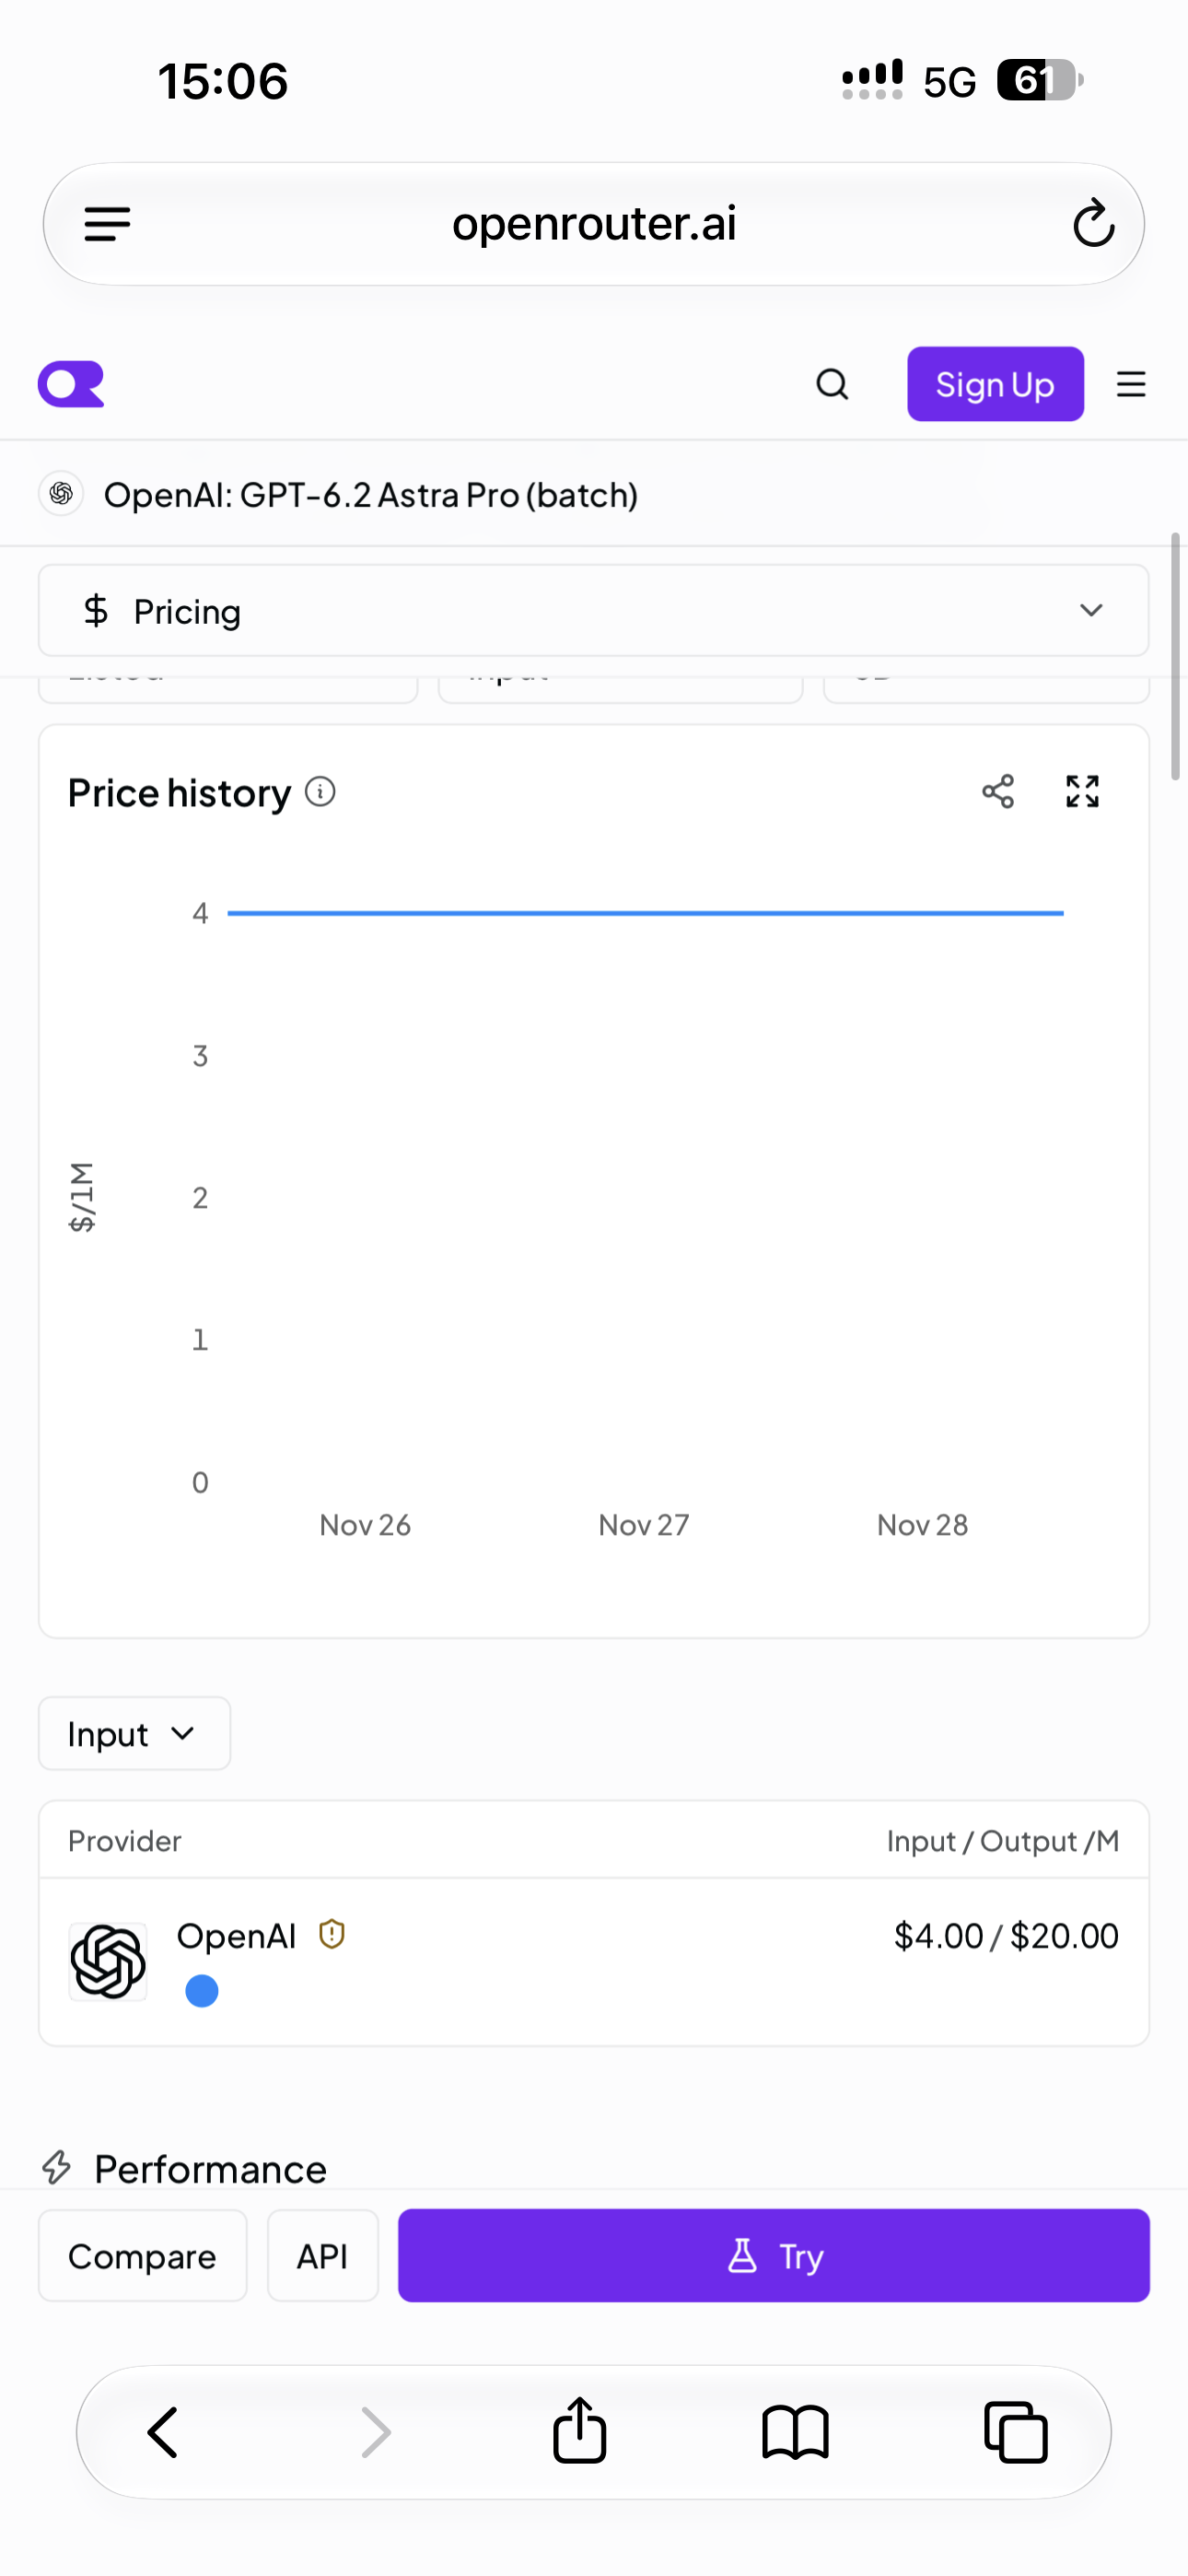 15:06
5G 61
openrouter.ai
Sign Up
OpenAI: GPT-6.2 Astra Pro (batch)
$ Pricing
Price history
4
3
2
1
0
$/1M
Nov 26 Nov 27 Nov 28
Input
Provider Input / Output /M
OpenAI $4.00 / $20.00
Performance
Compare API Try